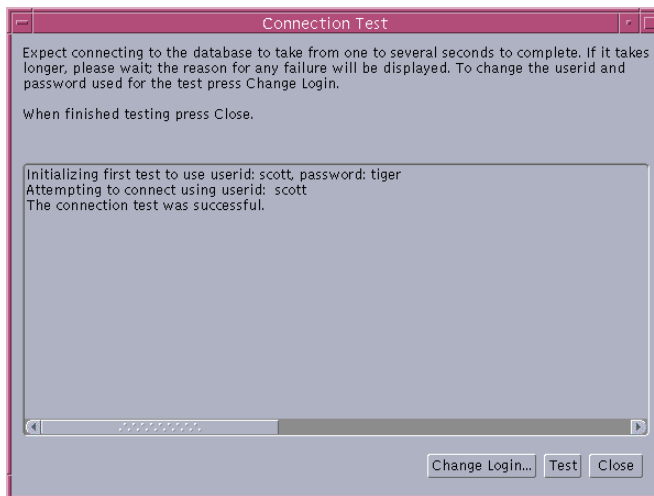 Connection Test
Expect connecting to the database to take from one to several seconds to complete. If it takes
longer, please wait; the reason for any failure will be displayed. To change the userid and
password used for the test press Change Login.
When finished testing press Close.
Initializing first test to use userid: scott, password: tiger
Attempting to connect using userid:  scott
The connection test was successful.
Change Login... Test Close